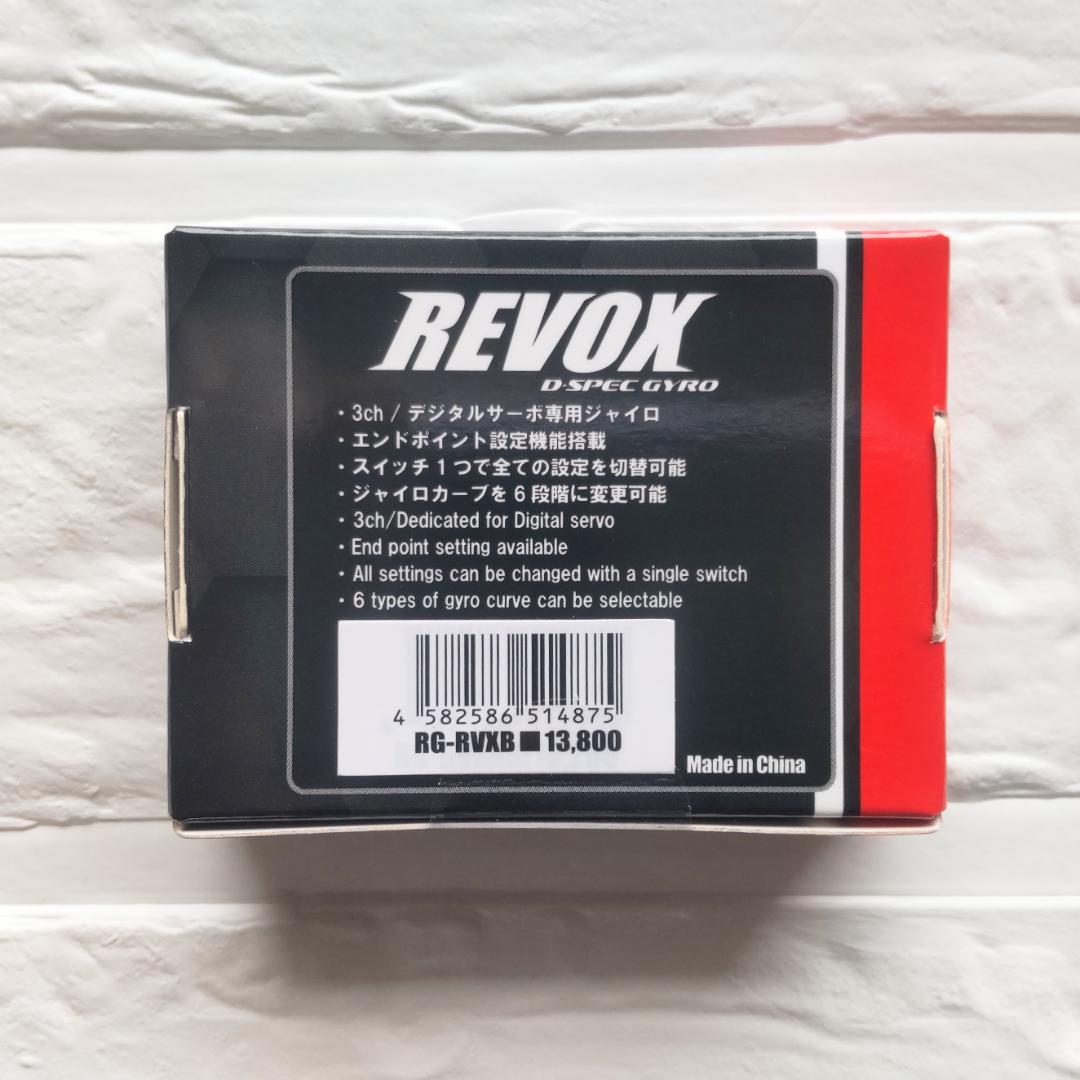 REVOX
D-SPEC GYRO
・3ch / デジタルサーボ専用ジャイロ
・エンドポイント設定機能搭載
・スイッチ1つで全ての設定を切替可能
・ジャイロカーブを6段階に変更可能
・3ch/Dedicated for Digital servo
・End point setting available
・All settings can be changed with a single switch
・6 types of gyro curve can be selectable
4 582586 514875
RG-RVXB■13,800
Made in China